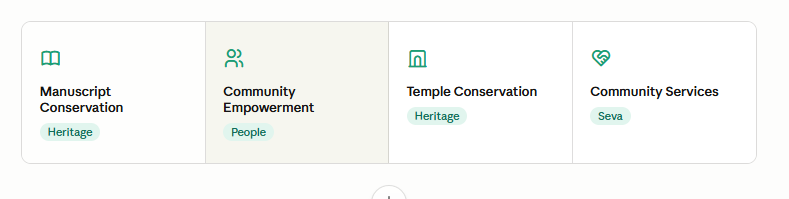 Manuscript
Conservation
Heritage
Community
Empowerment
People
Temple Conservation
Heritage
Community Services
Seva